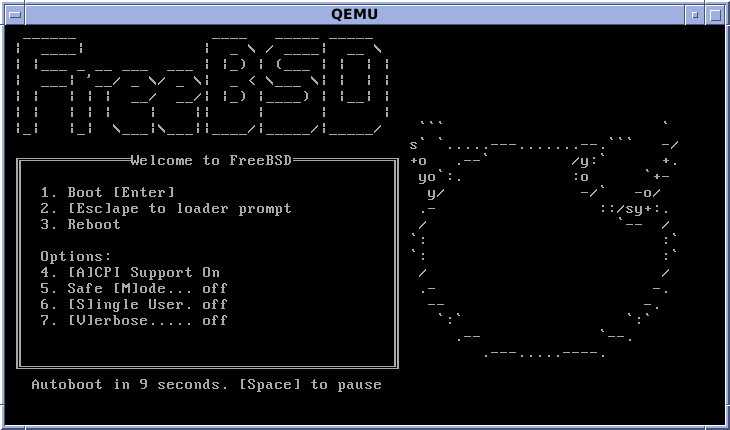 QEMU
FreeBSD
Welcome to FreeBSD
1. Boot [Enter]
2. [Esc]ape to loader prompt
3. Reboot
Options:
4. [A]CPI Support On
5. Safe [M]ode... off
6. [S]ingle User. off
7. [V]erbose..... off
Autoboot in 9 seconds. [Space] to pause